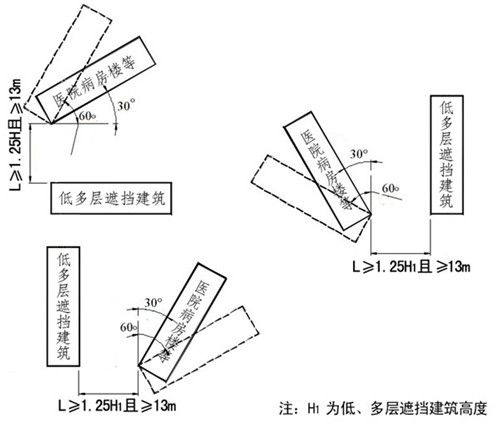 医院病房楼等
30°
60°
L≥1.25H且≥13m
低多层遮挡建筑
医院病房楼等
30°
60°
低多层遮挡建筑
L≥1.25H1且≥13m
低多层遮挡建筑
医院病房楼等
30°
60°
L≥1.25H1且≥13m
注: H1 为低、多层遮挡建筑高度